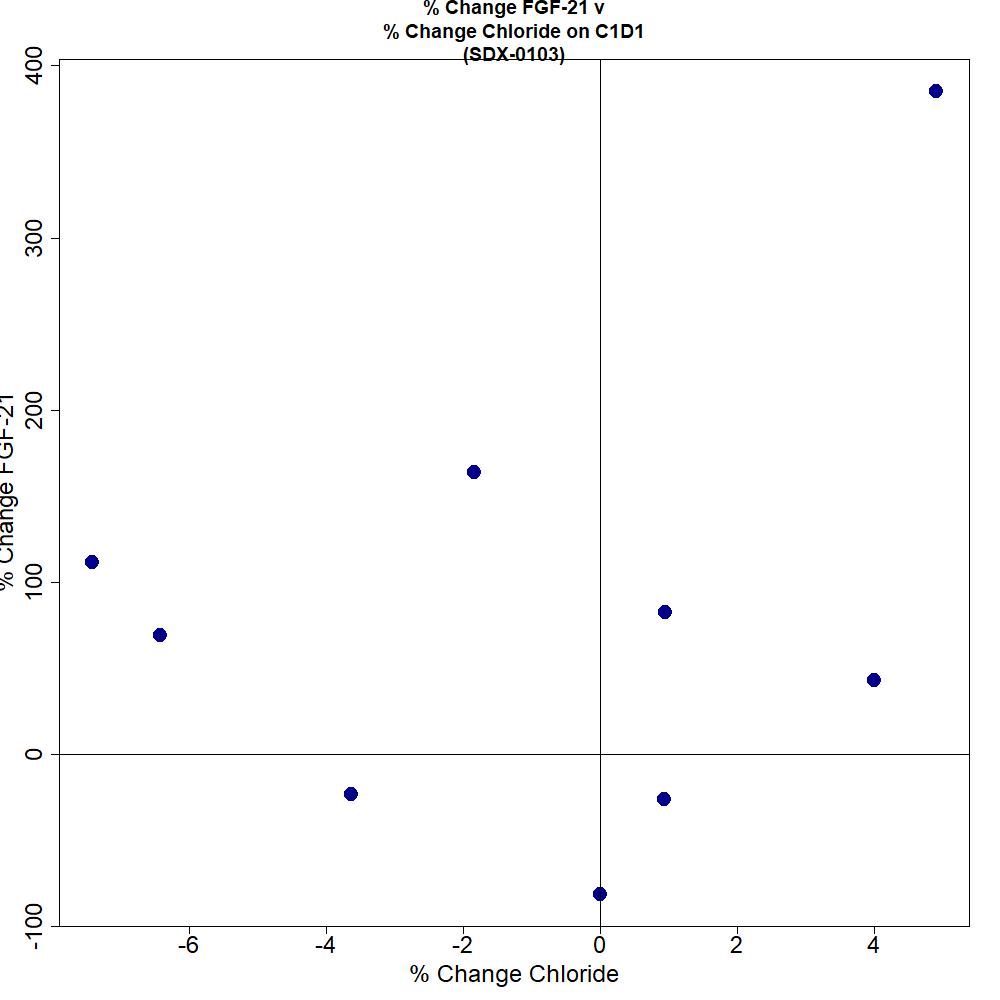 % Change FGF-21 v
% Change Chloride on C1D1
(SDX-0103)
400
300
200
100
0
-100
% Change FGF-21
-6
-4
-2
0
2
4
% Change Chloride